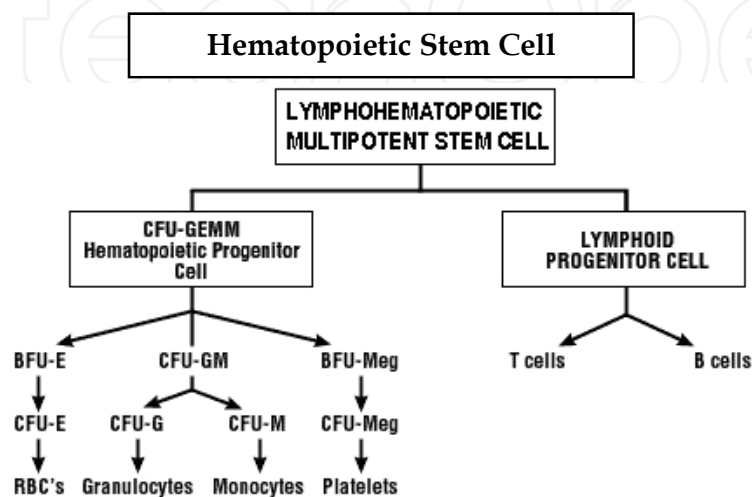 Hematopoietic Stem Cell
LYMPHOHEMATOPOIETIC
MULTIPOTENT STEM CELL
CFU-GEMM
Hematopoietic Progenitor
Cell
LYMPHOID
PROGENITOR CELL
BFU-E CFU-GM BFU-Meg T cells B cells
CFU-E CFU-G CFU-M CFU-Meg
RBC's Granulocytes Monocytes Platelets